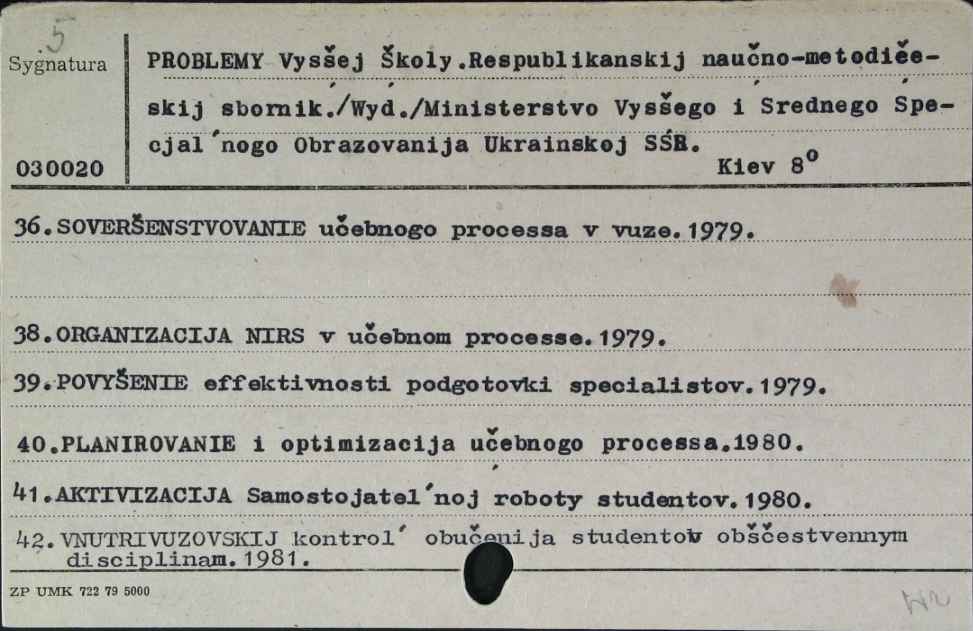 5
Sygnatura
030020
PROBLEMY Vysšej Školy.Respublikanskij naučno-metodiče-
skij sbornik./Wyd./Ministerstvo Vysšego i Srednego Spe-
cjal´nogo Obrazovanija Ukrainskoj SSR.
Kiev 8⁰
36.SOVERŠENSTVOVANIE učebnogo processa v vuze.1979.
38.ORGANIZACIJA NIRS v učebnom processe.1979.
39.POVYŠENIE effektivnosti podgotovki specialistov.1979.
40.PLANIROVANIE i optimizacija učebnogo processa.1980.
41.AKTIVIZACIJA Samostojatel´noj roboty studentov.1980.
42.VNUTRIVUZOVSKIJ kontrol´ obučenija studentov obščestvennym
disciplinam.1981.
ZP UMK 722 79 5000